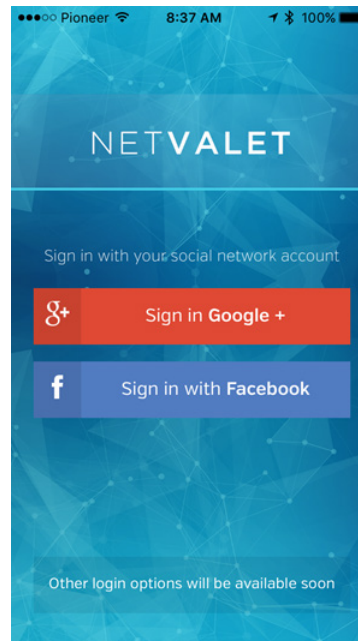 Pioneer 8:37 AM 100%
NETVALET
Sign in with your social network account
g+ Sign in Google +
f Sign in with Facebook
Other login options will be available soon